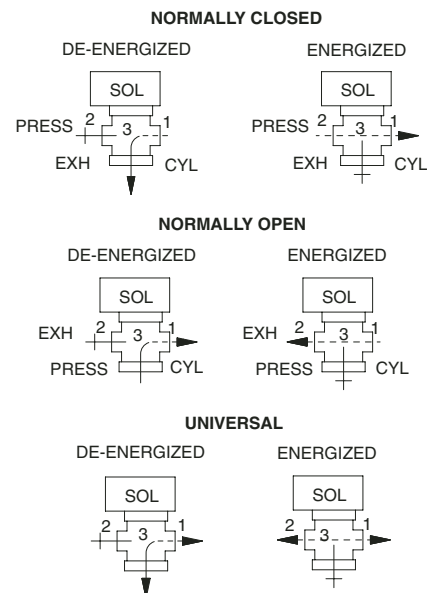 NORMALLY CLOSED
DE-ENERGIZED ENERGIZED
SOL SOL
PRESS 2 3 1 PRESS 2 3 1
EXH CYL EXH CYL
NORMALLY OPEN
DE-ENERGIZED ENERGIZED
SOL SOL
EXH 2 3 1 EXH 2 3 1
PRESS CYL PRESS CYL
UNIVERSAL
DE-ENERGIZED ENERGIZED
SOL SOL
2 3 1 2 3 1